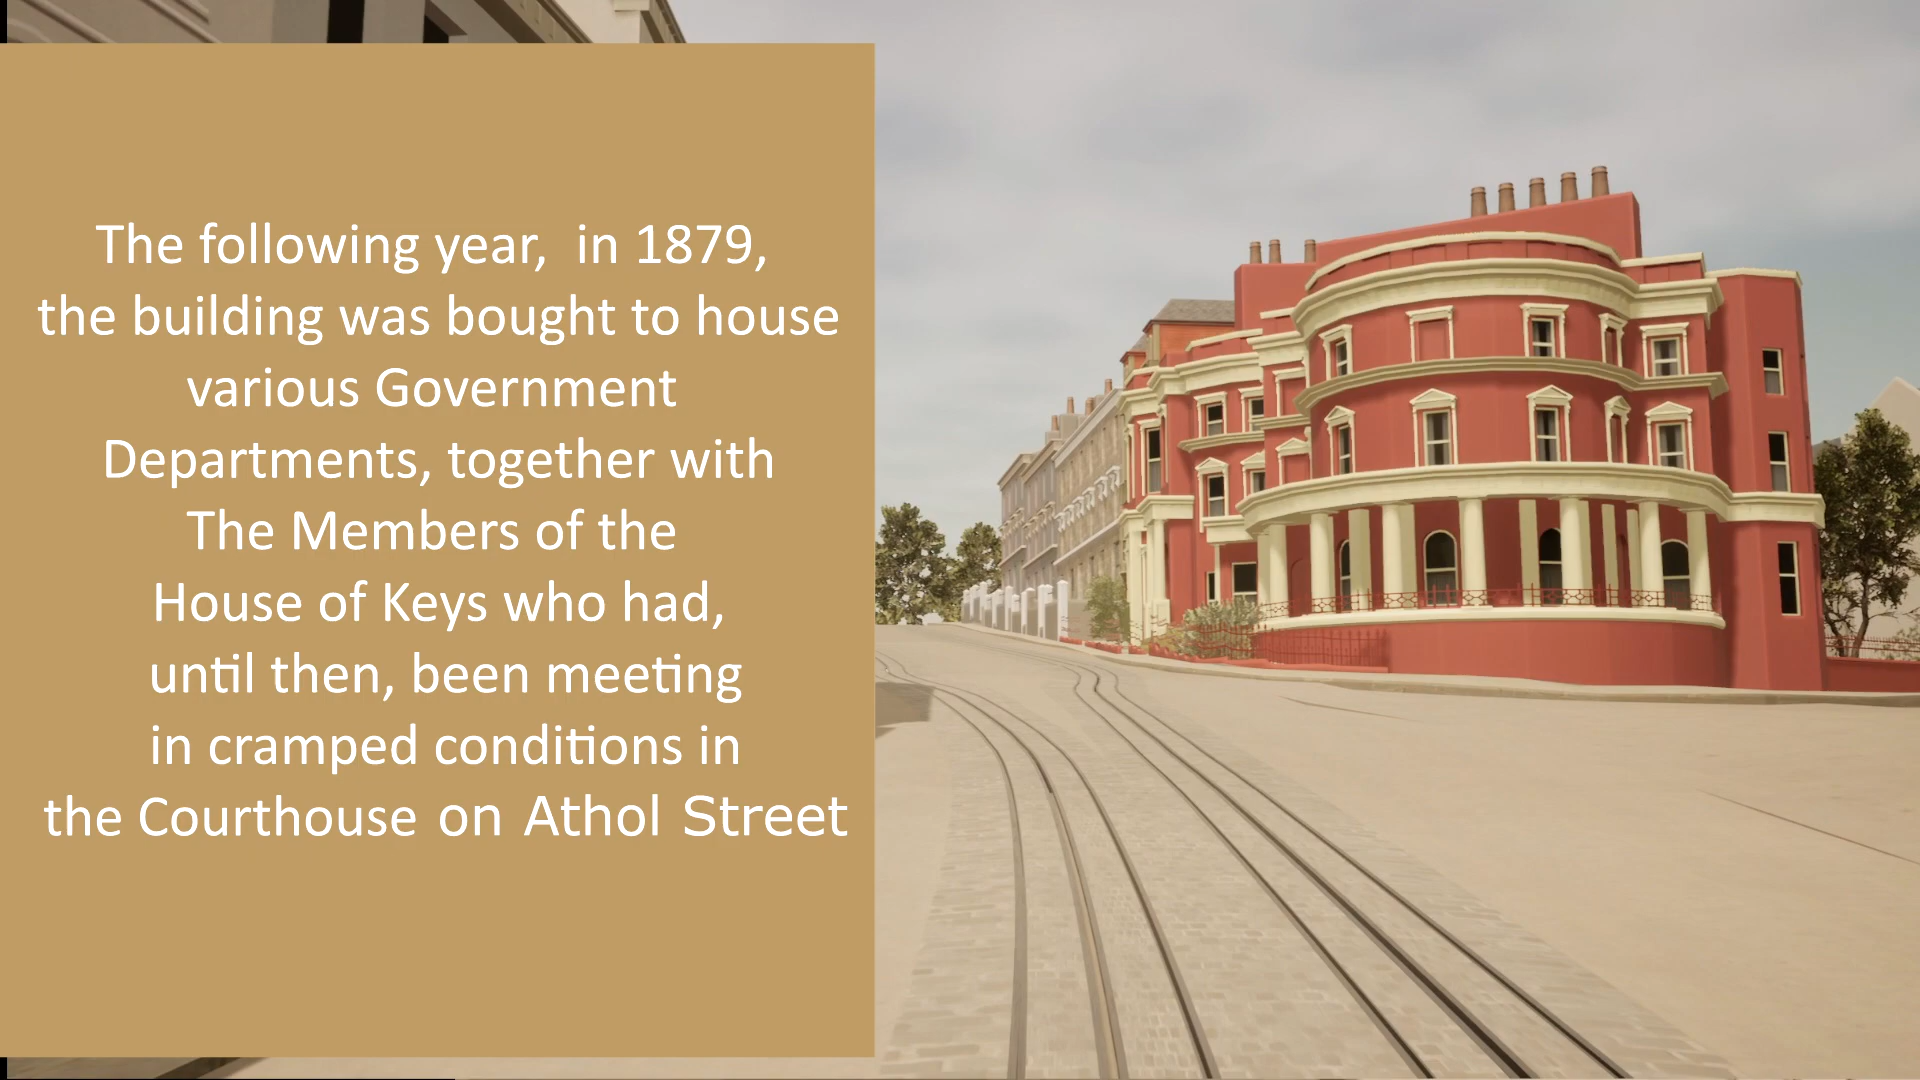 The following year,  in 1879,
the building was bought to house
various Government
Departments, together with
The Members of the
House of Keys who had,
until then, been meeting
in cramped conditions in
the Courthouse on Athol Street